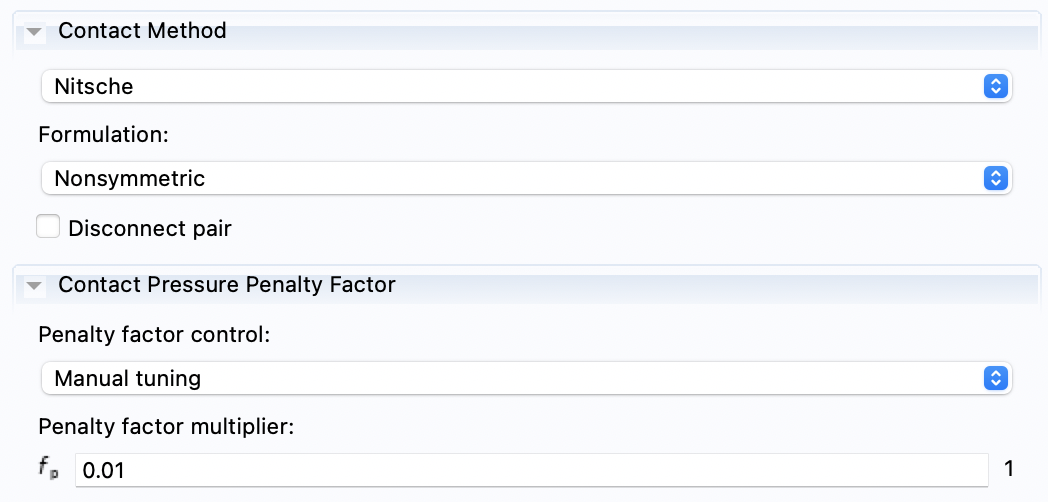 Contact Method
Nitsche
Formulation:
Nonsymmetric
Disconnect pair
Contact Pressure Penalty Factor
Penalty factor control:
Manual tuning
Penalty factor multiplier:
fp 0.01 1